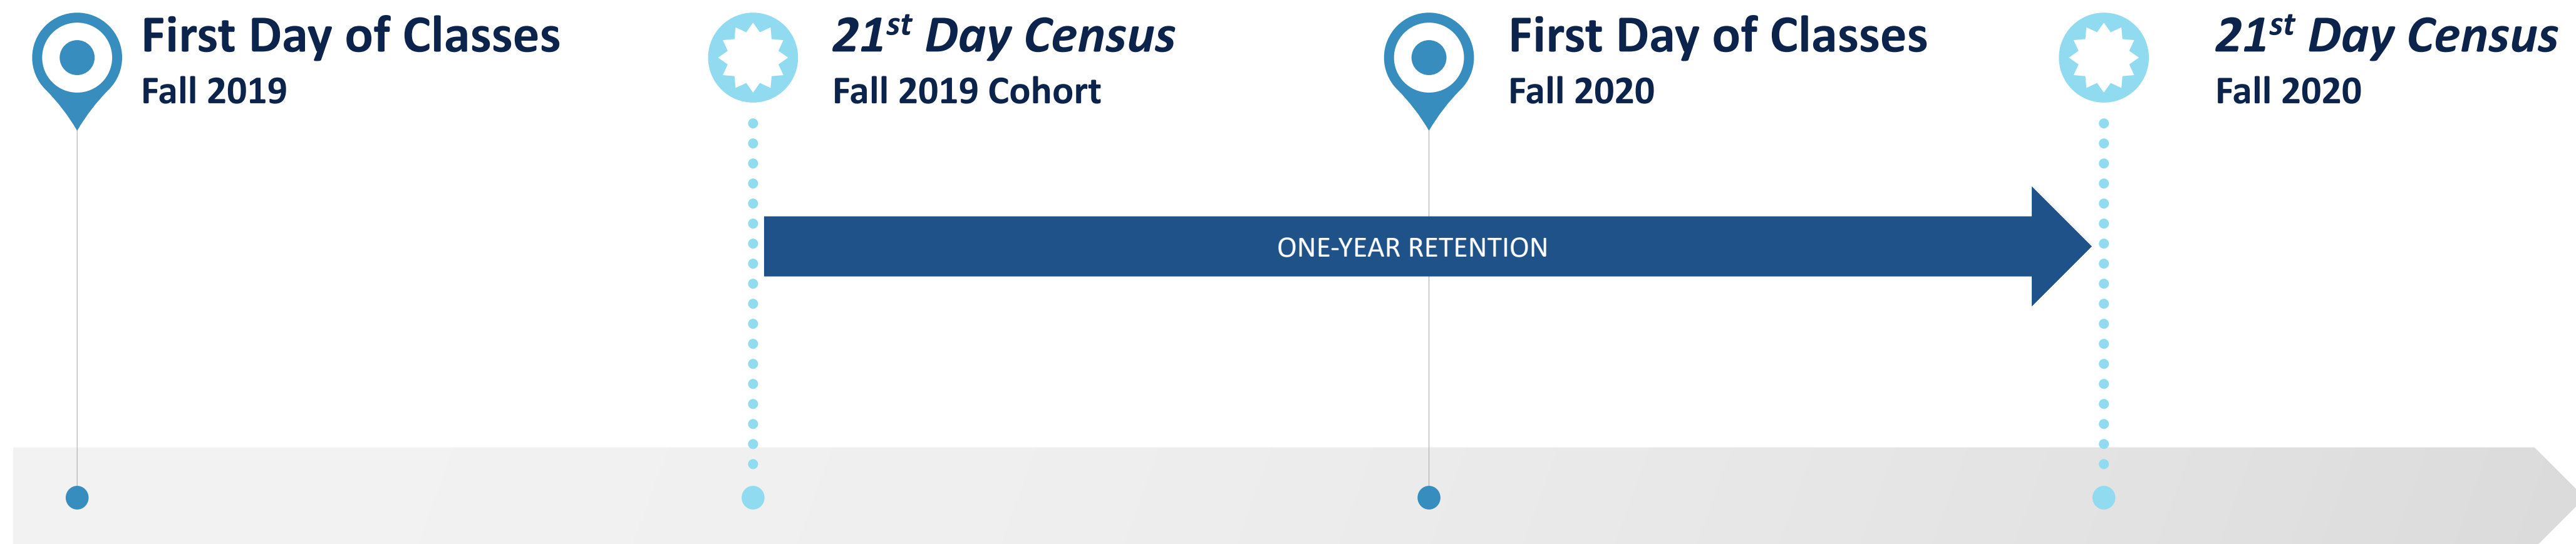 First Day of Classes
Fall 2019
21st Day Census
Fall 2019 Cohort
First Day of Classes
Fall 2020
21st Day Census
Fall 2020
ONE-YEAR RETENTION